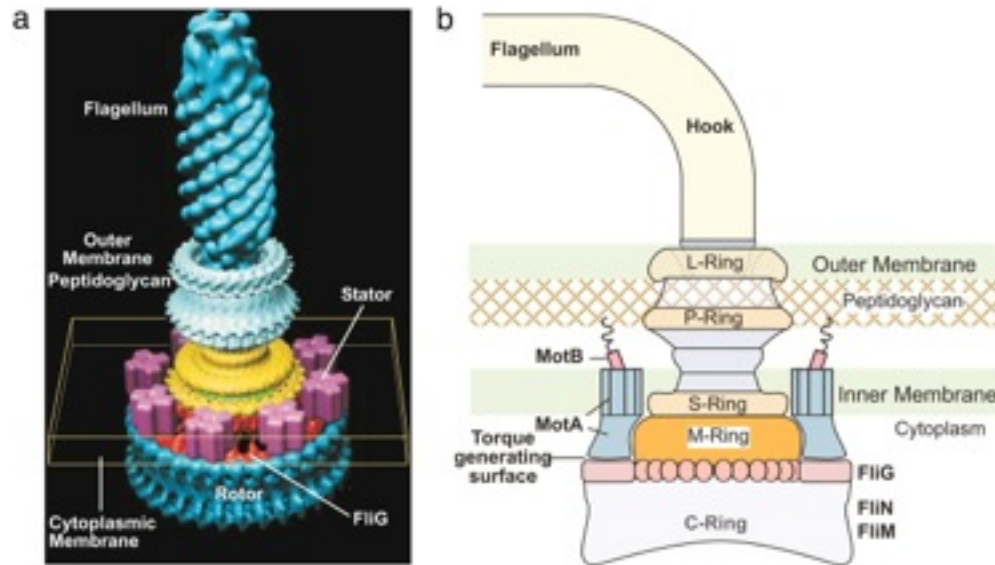 a
Flagellum
Outer
Membrane
Peptidoglycan
Stator
Rotor
FliG
Cytoplasmic
Membrane
b
Flagellum
Hook
L-Ring
Outer Membrane
Peptidoglycan
P-Ring
MotB
Inner Membrane
S-Ring
MotA
Cytoplasm
M-Ring
Torque
generating
surface
FliG
FliN
C-Ring
FliM